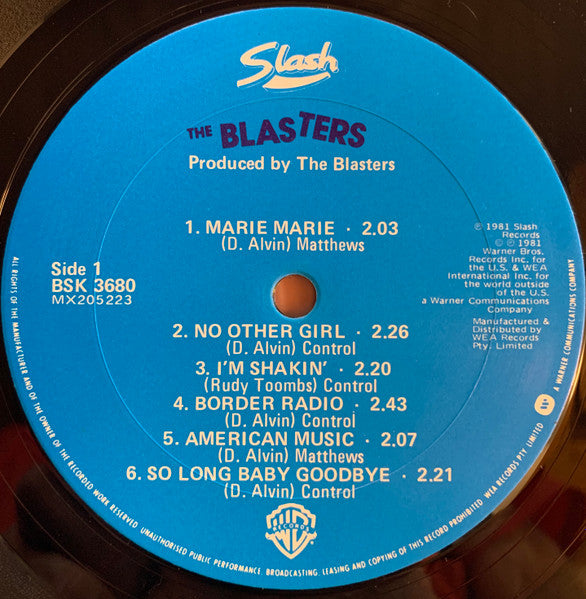 Slash
THE BLASTERS
Produced by The Blasters
1. MARIE MARIE · 2.03
(D. Alvin) Matthews
Side 1
BSK 3680
MX205223
℗ 1981 Slash
Records
© ℗ 1981
Warner Bros.
Records Inc. for
the U.S. & WEA
International Inc. for
the world outside
of the U.S.
a Warner Communications
Company
Manufactured &
Distributed by
WEA Records
Pty. Limited
2. NO OTHER GIRL · 2.26
(D. Alvin) Control
3. I'M SHAKIN' · 2.20
(Rudy Toombs) Control
4. BORDER RADIO · 2.43
(D. Alvin) Control
5. AMERICAN MUSIC · 2.07
(D. Alvin) Matthews
6. SO LONG BABY GOODBYE · 2.21
(D. Alvin) Control
WB
RECORDS
ALL RIGHTS OF THE MANUFACTURER AND OF THE OWNER OF THE RECORDED WORK RESERVED. UNAUTHORISED PUBLIC PERFORMANCE. BROADCASTING. LEASING AND COPYING OF THIS RECORD PROHIBITED. WEA RECORDS PTY LIMITED
A WARNER COMMUNICATIONS COMPANY.